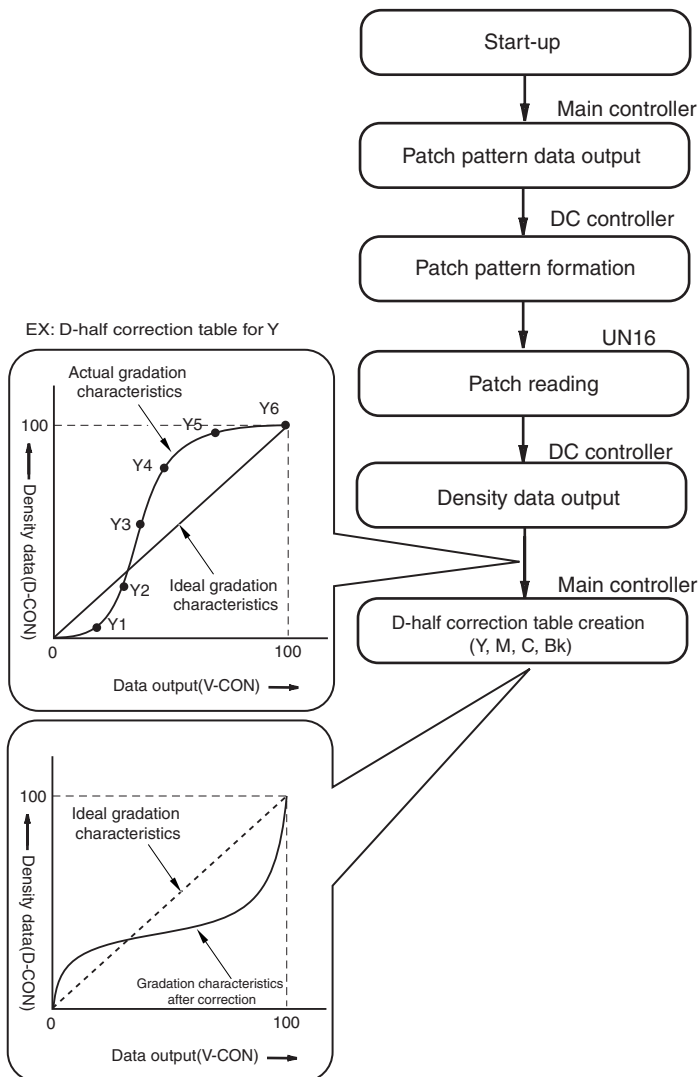 Start-up
Main controller
Patch pattern data output
DC controller
Patch pattern formation
UN16
Patch reading
DC controller
Density data output
Main controller
D-half correction table creation
(Y, M, C, Bk)
EX: D-half correction table for Y
Actual gradation
characteristics
Y6
100
Y5
Y4
Y3
Y2
Y1
Ideal gradation
characteristics
Density data(D-CON)
0
100
Data output(V-CON)
100
Ideal gradation
characteristics
Density data(D-CON)
Gradation characteristics
after correction
0
100
Data output(V-CON)